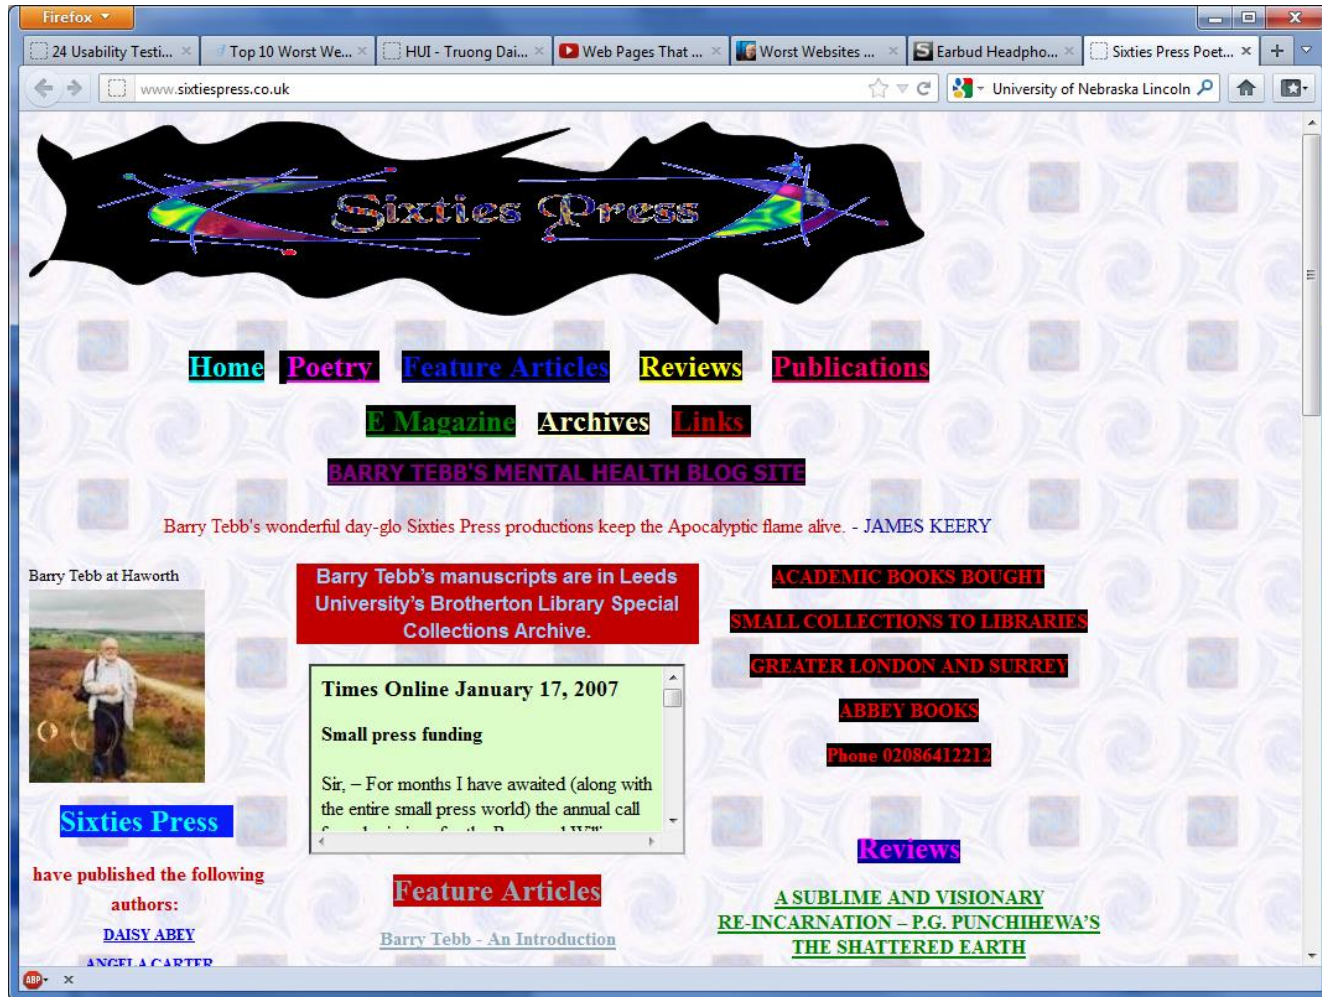 Firefox
24 Usability Testi...
Top 10 Worst We...
HUI - Truong Dai...
Web Pages That ...
Worst Websites ...
Earbud Headpho...
Sixties Press Poet...
www.sixtiespress.co.uk
University of Nebraska Lincoln
Sixties Press
Home Poetry Feature Articles Reviews Publications
E Magazine Archives Links
BARRY TEBB'S MENTAL HEALTH BLOG SITE
Barry Tebb's wonderful day-glo Sixties Press productions keep the Apocalyptic flame alive. - JAMES KEERY
Barry Tebb at Haworth
Sixties Press
have published the following
authors:
DAISY ABEY
ANGELA CARTER
Barry Tebb’s manuscripts are in Leeds
University’s Brotherton Library Special
Collections Archive.
Times Online January 17, 2007
Small press funding
Sir, – For months I have awaited (along with
the entire small press world) the annual call
Feature Articles
Barry Tebb - An Introduction
ACADEMIC BOOKS BOUGHT
SMALL COLLECTIONS TO LIBRARIES
GREATER LONDON AND SURREY
ABBEY BOOKS
Phone 02086412212
Reviews
A SUBLIME AND VISIONARY
RE-INCARNATION – P.G. PUNCHIHEWA’S
THE SHATTERED EARTH
ABP